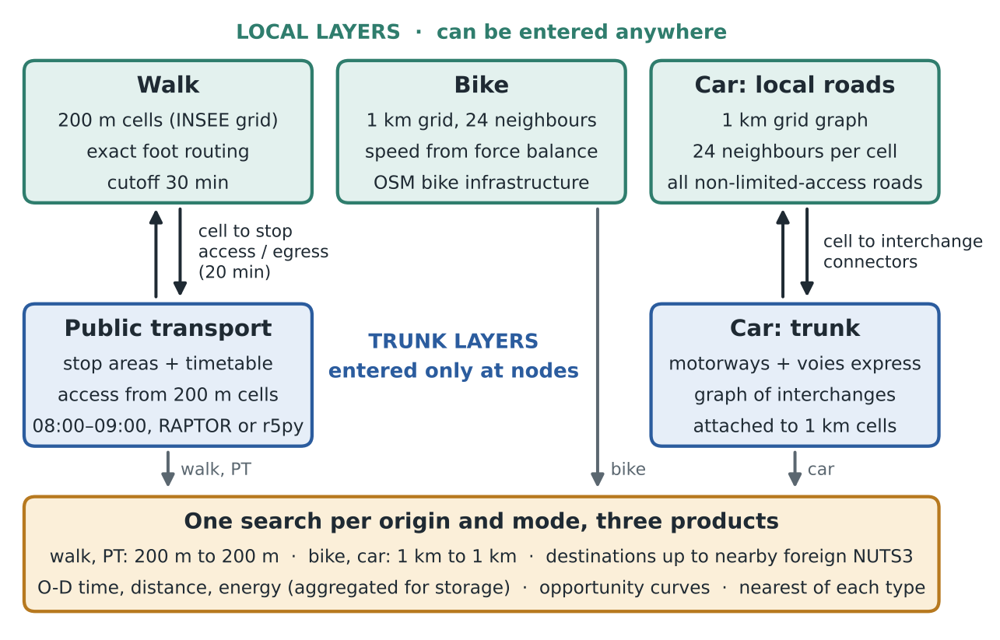 LOCAL LAYERS · can be entered anywhere
Walk
200 m cells (INSEE grid)
exact foot routing
cutoff 30 min
Bike
1 km grid, 24 neighbours
speed from force balance
OSM bike infrastructure
Car: local roads
1 km grid graph
24 neighbours per cell
all non-limited-access roads
cell to stop
access / egress
(20 min)
cell to interchange
connectors
Public transport
stop areas + timetable
access from 200 m cells
08:00–09:00, RAPTOR or r5py
TRUNK LAYERS
entered only at nodes
Car: trunk
motorways + voies express
graph of interchanges
attached to 1 km cells
walk, PT
bike
car
One search per origin and mode, three products
walk, PT: 200 m to 200 m · bike, car: 1 km to 1 km · destinations up to nearby foreign NUTS3
O-D time, distance, energy (aggregated for storage) · opportunity curves · nearest of each type